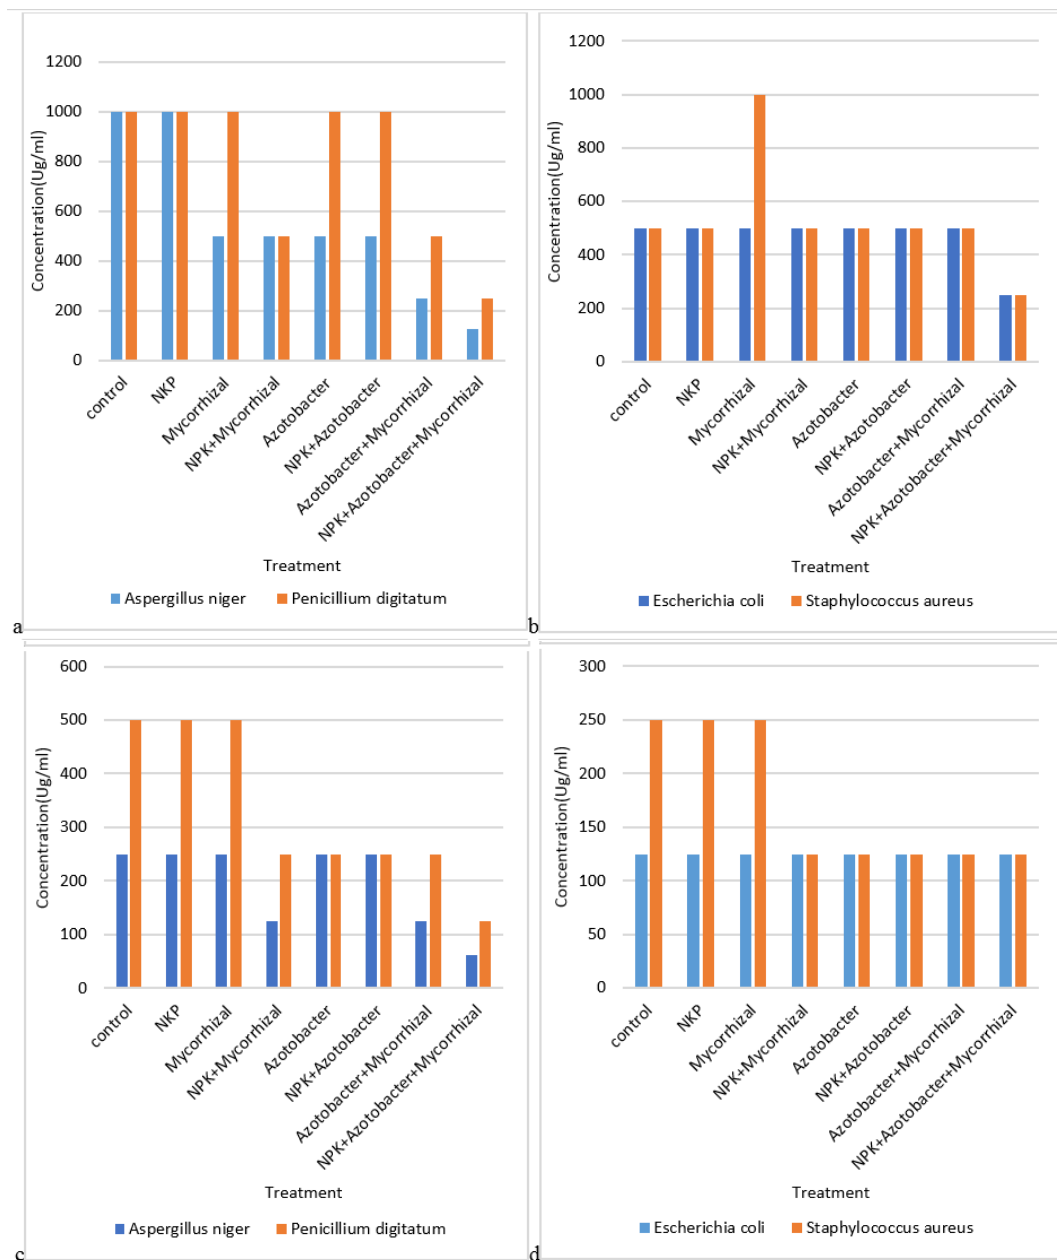 1200
1000
800
600
400
200
0
Concentration(Ug/ml)
control
NKP
Mycorrhizal
NPK+Mycorrhizal
Azotobacter
NPK+Azotobacter
Azotobacter+Mycorrhizal
NPK+Azotobacter+Mycorrhizal
Treatment
Aspergillus niger Penicillium digitatum
a
1200
1000
800
600
400
200
0
Concentration(Ug/ml)
control
NKP
Mycorrhizal
NPK+Mycorrhizal
Azotobacter
NPK+Azotobacter
Azotobacter+Mycorrhizal
NPK+Azotobacter+Mycorrhizal
Treatment
Escherichia coli Staphylococcus aureus
b
600
500
400
300
200
100
0
Concentration(Ug/ml)
control
NKP
Mycorrhizal
NPK+Mycorrhizal
Azotobacter
NPK+Azotobacter
Azotobacter+Mycorrhizal
NPK+Azotobacter+Mycorrhizal
Treatment
Aspergillus niger Penicillium digitatum
c
300
250
200
150
100
50
0
Concentration(Ug/ml)
control
NKP
Mycorrhizal
NPK+Mycorrhizal
Azotobacter
NPK+Azotobacter
Azotobacter+Mycorrhizal
NPK+Azotobacter+Mycorrhizal
Treatment
Escherichia coli Staphylococcus aureus
d